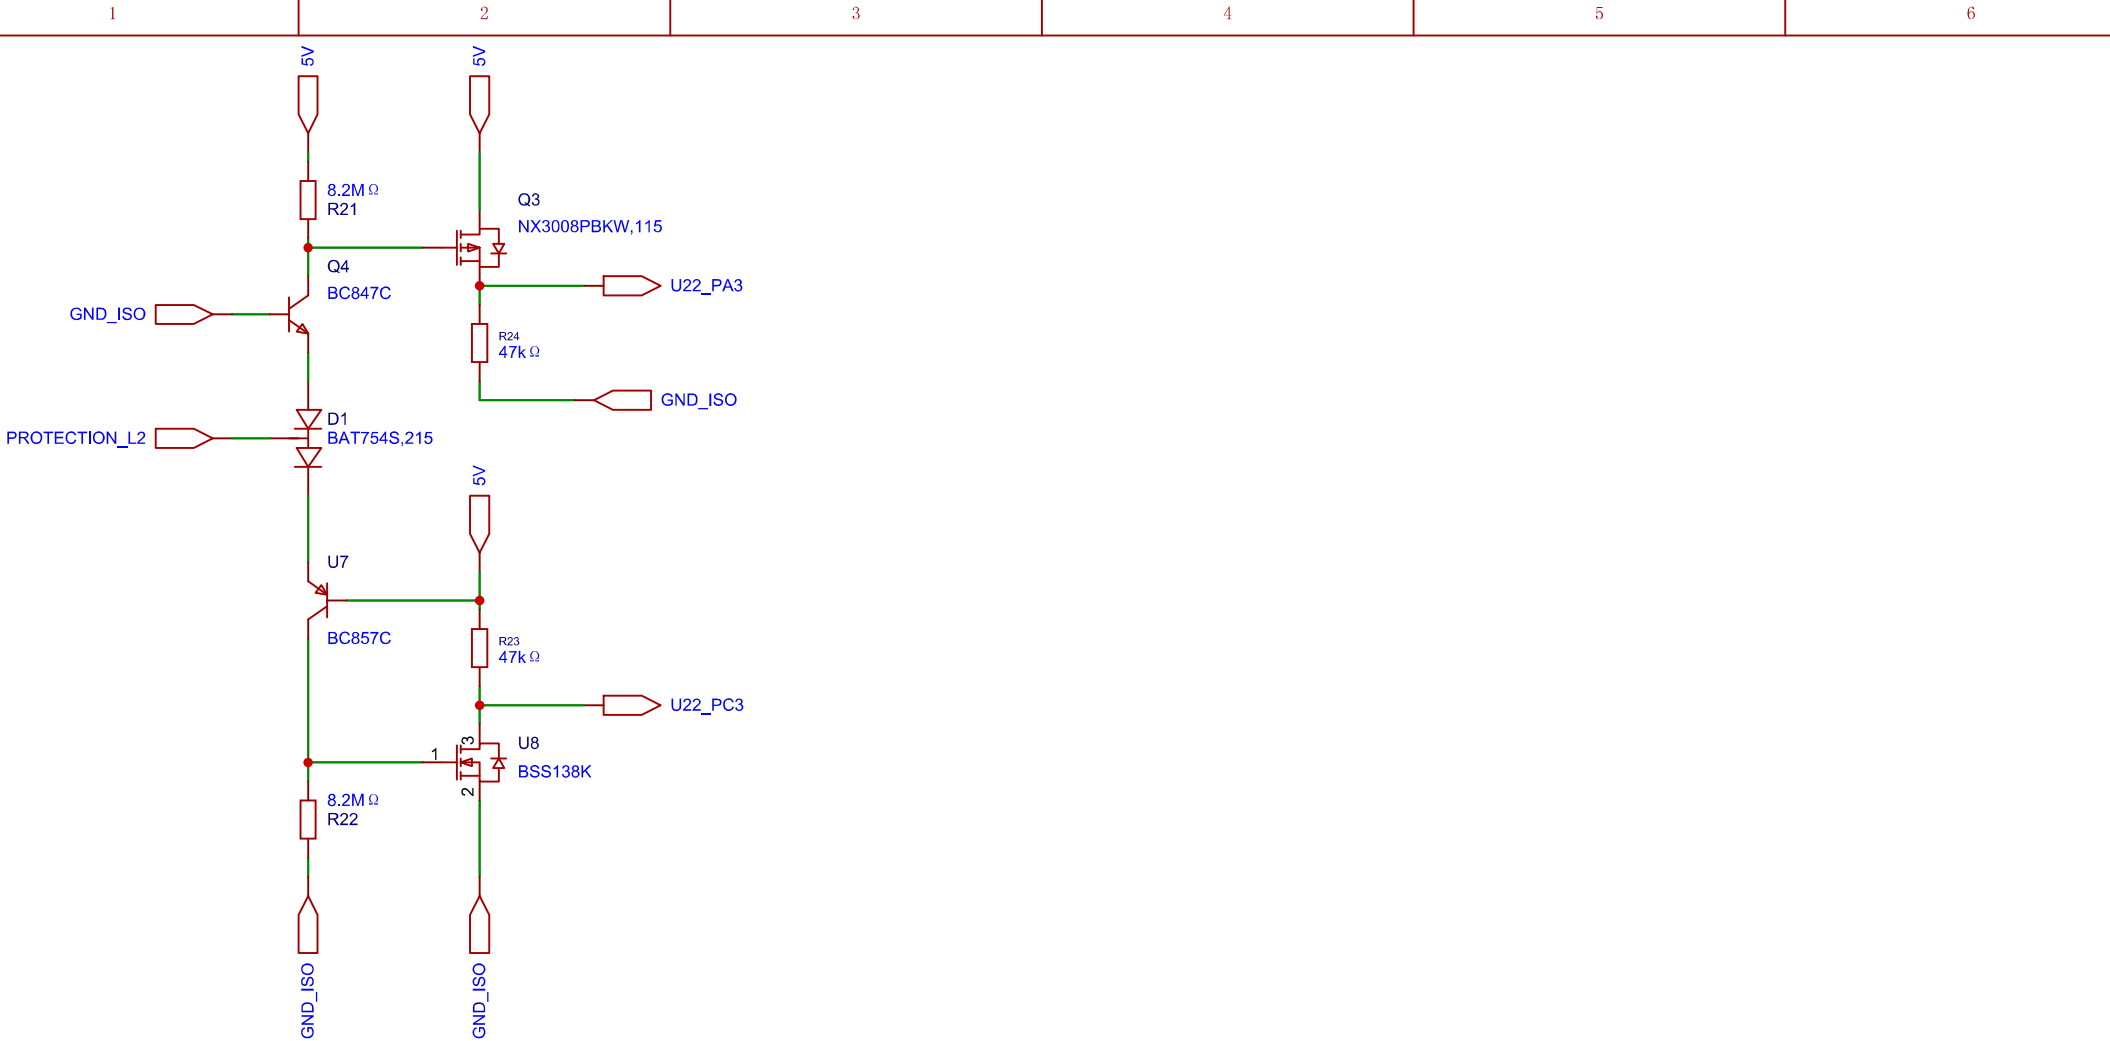 1
2
3
4
5
6
5V
5V
8.2MΩ
R21
Q3
NX3008PBKW,115
Q4
BC847C
GND_ISO
U22_PA3
R24
47kΩ
GND_ISO
D1
PROTECTION_L2
BAT754S,215
5V
U7
BC857C
R23
47kΩ
U22_PC3
1
3
2
U8
BSS138K
8.2MΩ
R22
GND_ISO
GND_ISO